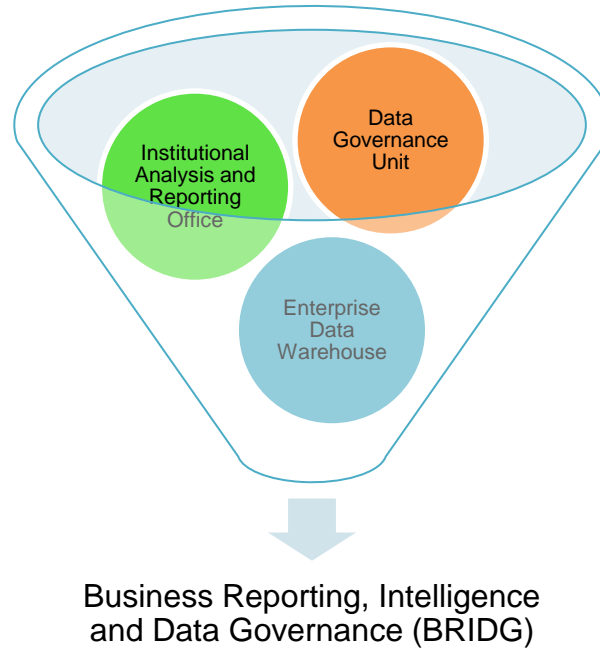 Institutional
Analysis and
Reporting
Office
Data
Governance
Unit
Enterprise
Data
Warehouse
Business Reporting, Intelligence
and Data Governance (BRIDG)